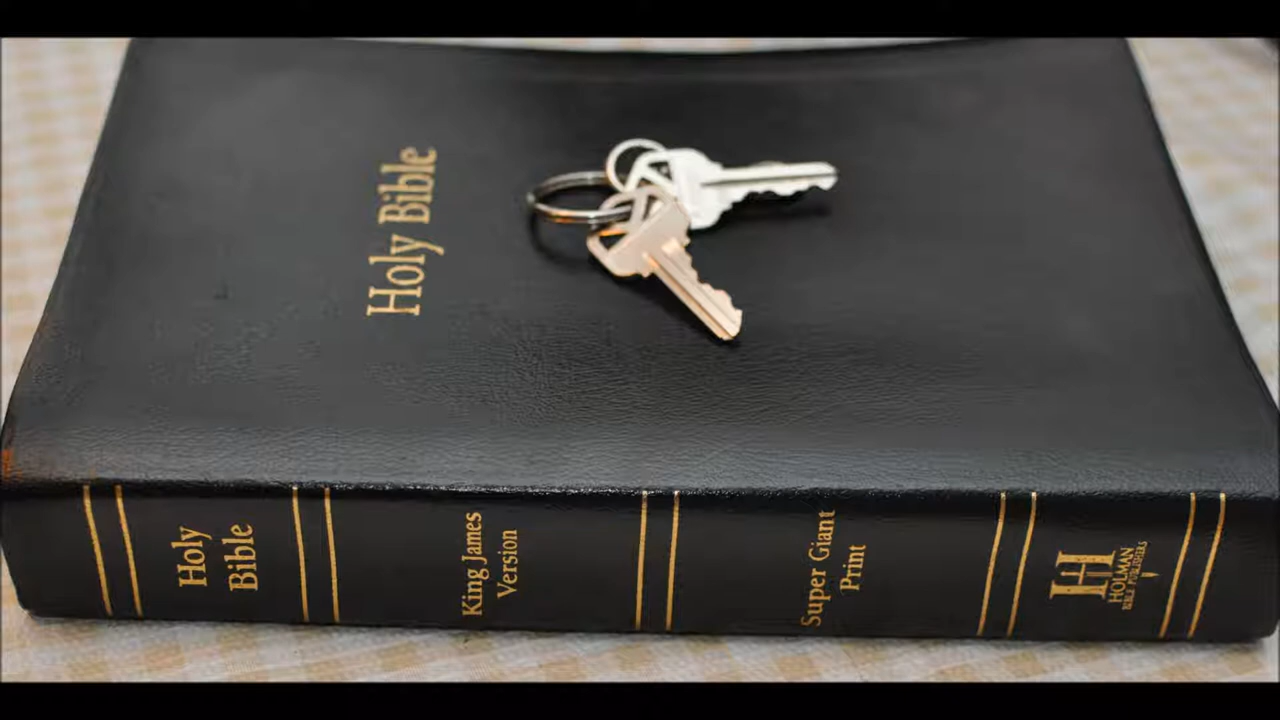 Holy Bible
Holy
Bible
King James
Version
Super Giant
Print
HOLMAN
BIBLE PUBLISHERS